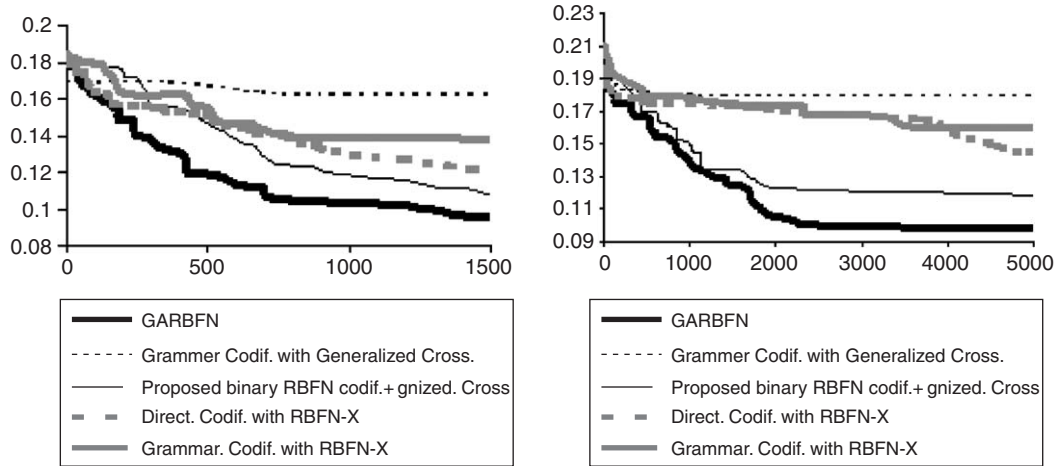 0.2
0.18
0.16
0.14
0.12
0.1
0.08
0
500
1000
1500
GARBFN
Grammer Codif. with Generalized Cross.
Proposed binary RBFN codif.+ gnized. Cross
Direct. Codif. with RBFN-X
Grammar. Codif. with RBFN-X
0.23
0.21
0.19
0.17
0.15
0.13
0.11
0.09
0
1000
2000
3000
4000
5000
GARBFN
Grammer Codif. with Generalized Cross.
Proposed binary RBFN codif.+ gnized. Cross
Direct. Codif. with RBFN-X
Grammar. Codif. with RBFN-X